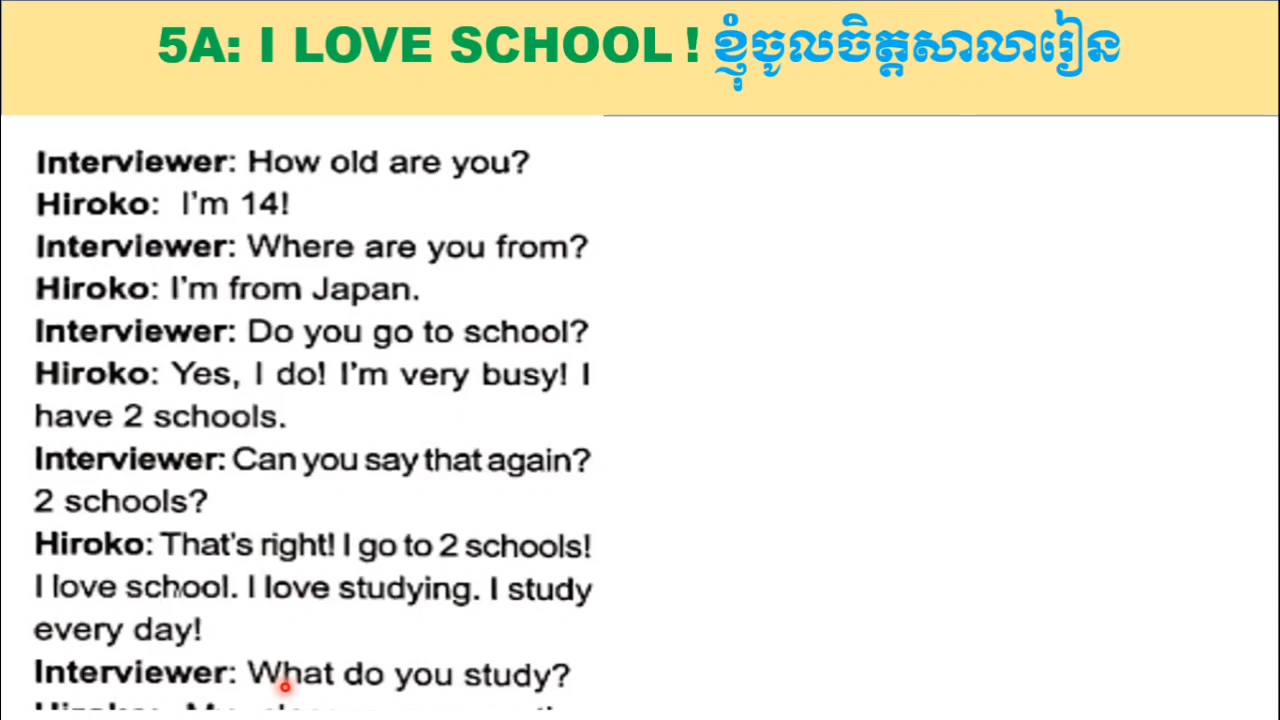 5A: I LOVE SCHOOL ! ខ្ញុំចូលចិត្តសាលារៀន
Interviewer: How old are you?
Hiroko: I'm 14!
Interviewer: Where are you from?
Hiroko: I'm from Japan.
Interviewer: Do you go to school?
Hiroko: Yes, I do! I'm very busy! I
have 2 schools.
Interviewer: Can you say that again?
2 schools?
Hiroko: That's right! I go to 2 schools!
I love school. I love studying. I study
every day!
Interviewer: What do you study?
Hiroko: My